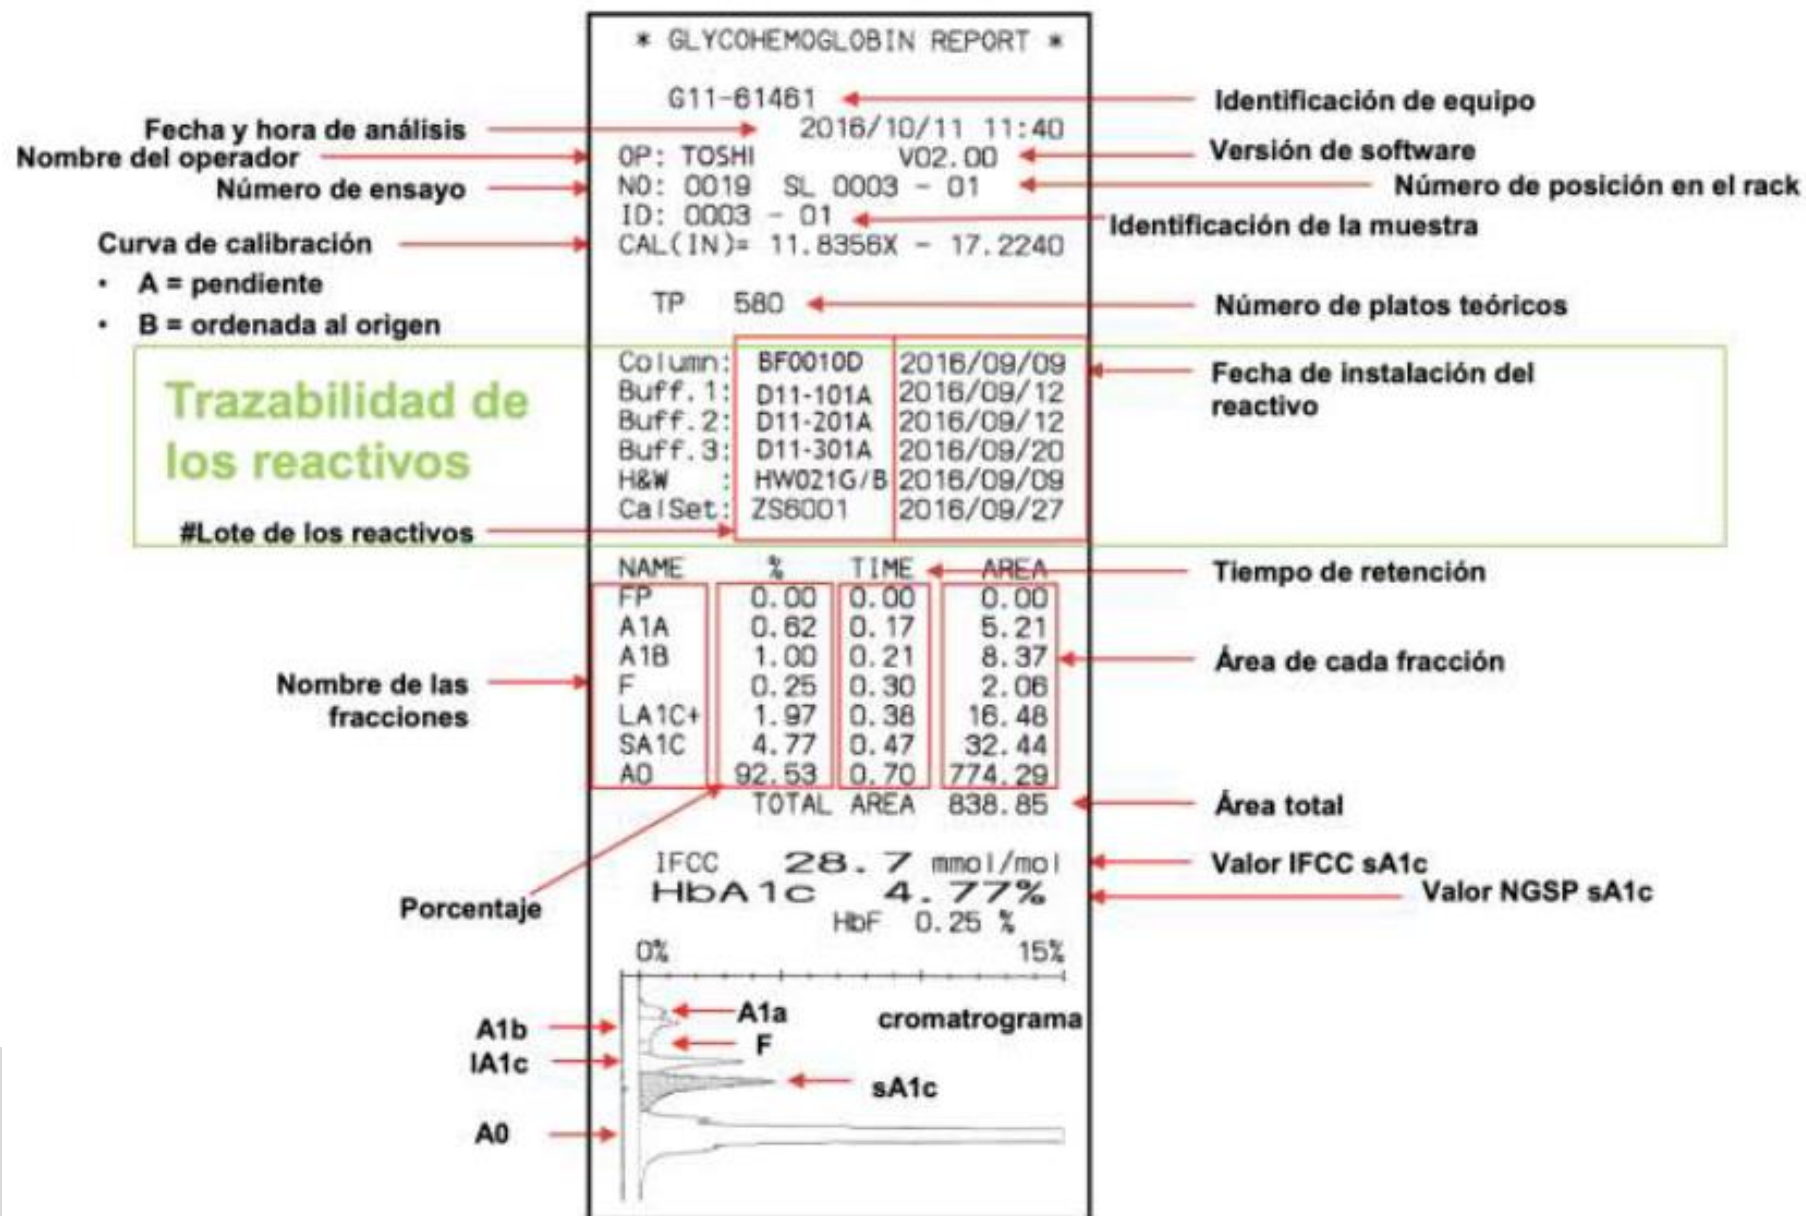 * GLYCOHEMOGLOBIN REPORT *
G11-61461
Identificación de equipo
Fecha y hora de análisis
2016/10/11 11:40
Nombre del operador
OP: TOSHI V02.00
Versión de software
Número de ensayo
NO: 0019 SL 0003 - 01
Número de posición en el rack
ID: 0003 - 01
Identificación de la muestra
Curva de calibración
CAL(IN)= 11.8356X - 17.2240
• A = pendiente
• B = ordenada al origen
TP 580
Número de platos teóricos
Trazabilidad de
los reactivos
#Lote de los reactivos
Column: BF0010D 2016/09/09
Buff.1: D11-101A 2016/09/12
Buff.2: D11-201A 2016/09/12
Buff.3: D11-301A 2016/09/20
H&W : HW021G/B 2016/09/09
CalSet: ZS6001 2016/09/27
Fecha de instalación del
reactivo
NAME % TIME AREA
Tiempo de retención
FP 0.00 0.00 0.00
A1A 0.62 0.17 5.21
A1B 1.00 0.21 8.37
F 0.25 0.30 2.06
LA1C+ 1.97 0.38 16.48
SA1C 4.77 0.47 32.44
A0 92.53 0.70 774.29
TOTAL AREA 838.85
Nombre de las
fracciones
Área de cada fracción
Área total
Porcentaje
IFCC 28.7 mmol/mol
Valor IFCC sA1c
HbA1c 4.77%
Valor NGSP sA1c
HbF 0.25 %
0% 15%
A1a
cromatrograma
A1b
F
lA1c
sA1c
A0